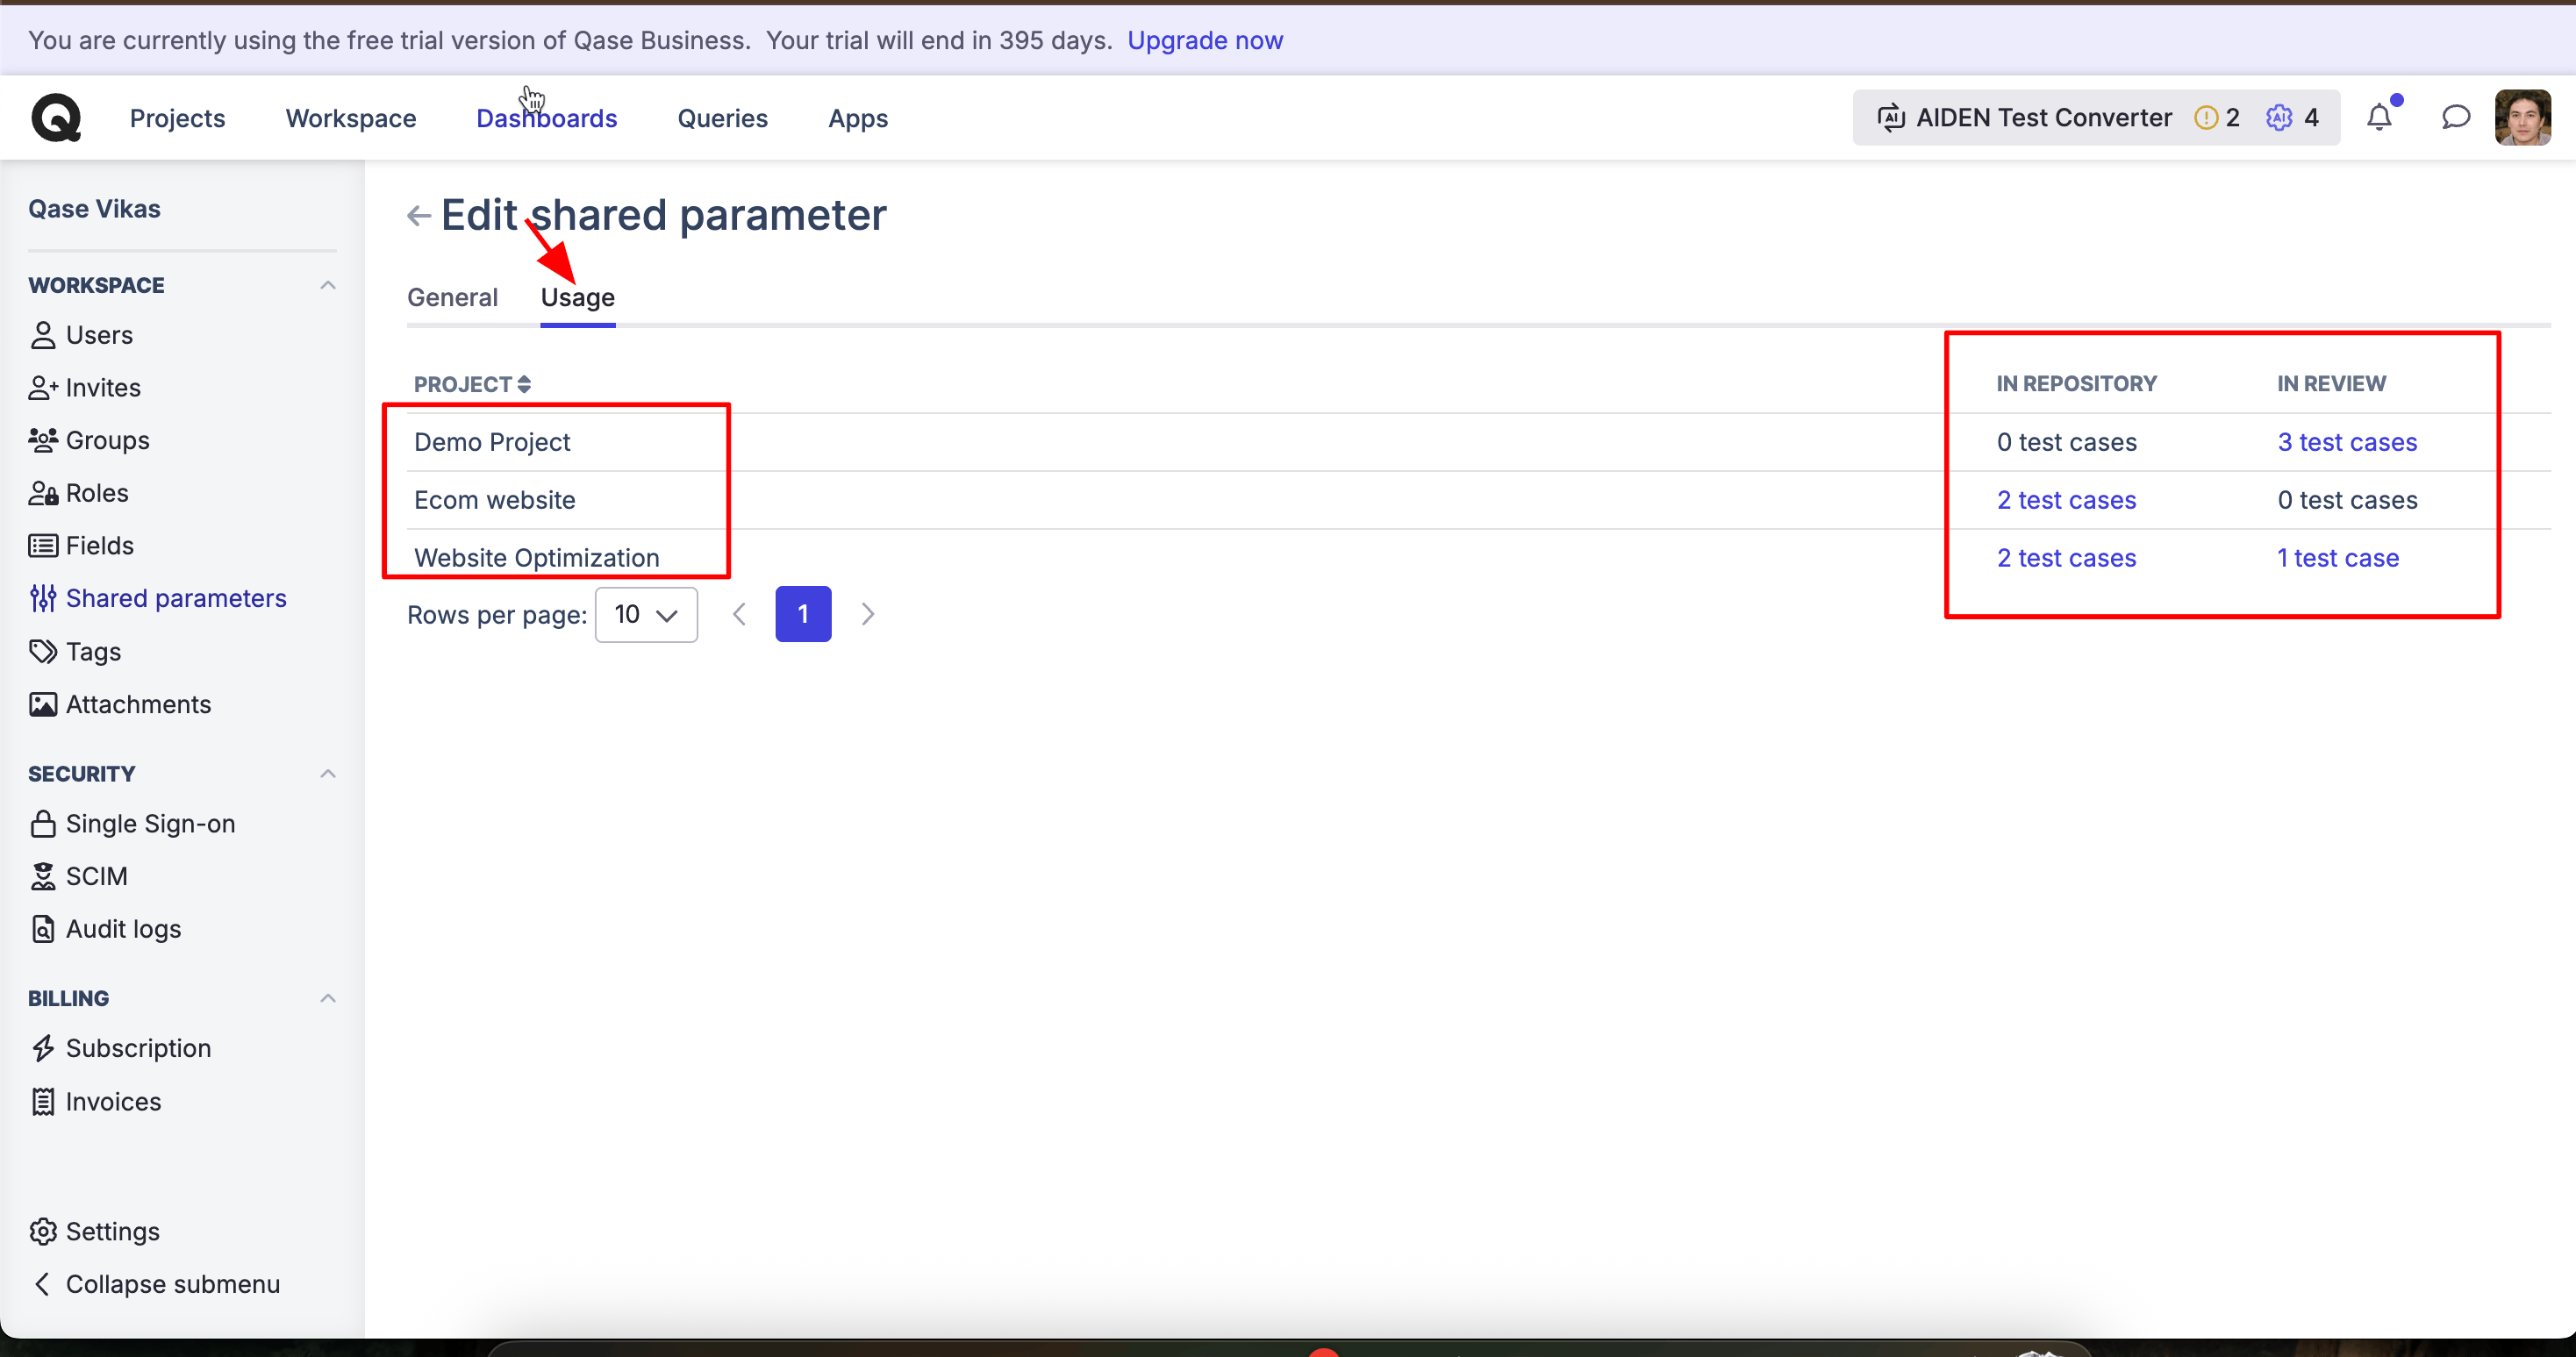 You are currently using the free trial version of Qase Business. Your trial will end in 395 days. Upgrade now
Projects Workspace Dashboards Queries Apps AIDEN Test Converter 2 4
Qase Vikas
WORKSPACE
Users
Invites
Groups
Roles
Fields
Shared parameters
Tags
Attachments
SECURITY
Single Sign-on
SCIM
Audit logs
BILLING
Subscription
Invoices
Settings
Collapse submenu
Edit shared parameter
General Usage
PROJECT IN REPOSITORY IN REVIEW
Demo Project 0 test cases 3 test cases
Ecom website 2 test cases 0 test cases
Website Optimization 2 test cases 1 test case
Rows per page: 10 1